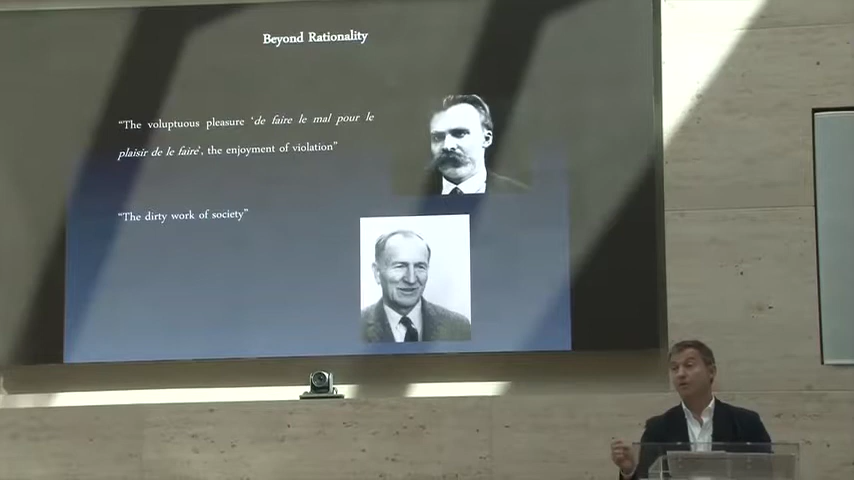 Beyond Rationality
“The voluptuous pleasure ‘de faire le mal pour le
plaisir de le faire’, the enjoyment of violation”
“The dirty work of society”